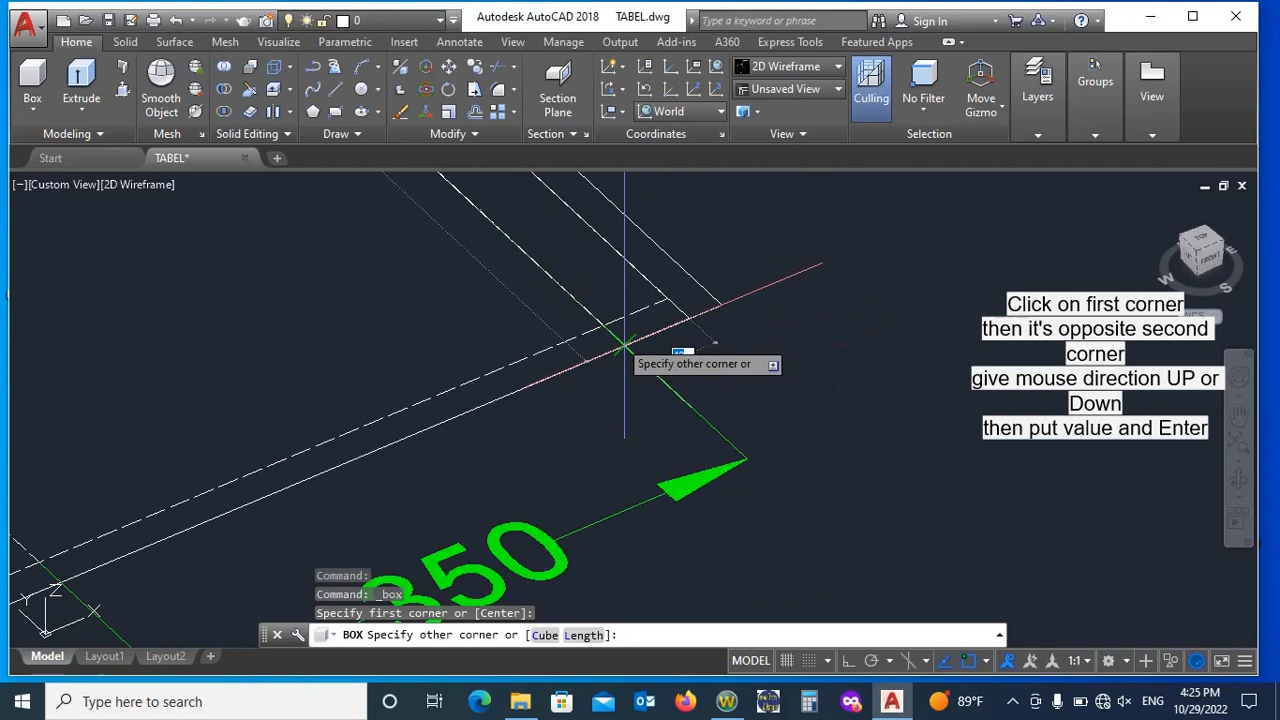 Autodesk AutoCAD 2018 TABEL.dwg
Type a keyword or phrase
Sign In
0
Home Solid Surface Mesh Visualize Parametric Insert Annotate View Manage Output Add-ins A360 Express Tools Featured Apps
2D Wireframe
Unsaved View
World
Box Extrude Smooth Object Section Plane Culling No Filter Move Gizmo Layers Groups View
Modeling Mesh Solid Editing Draw Modify Section Coordinates View Selection
Start TABEL*
[−][Custom View][2D Wireframe]
TOP
FRONT
W E
S
Click on first corner
then it's opposite second
corner
give mouse direction UP or
Down
then put value and Enter
Specify other corner or
350
Z
Y X
Command:
Command: _box
Specify first corner or [Center]:
BOX Specify other corner or [Cube Length]:
Model Layout1 Layout2
MODEL 1:1
Type here to search
89°F
ENG
4:25 PM
10/29/2022